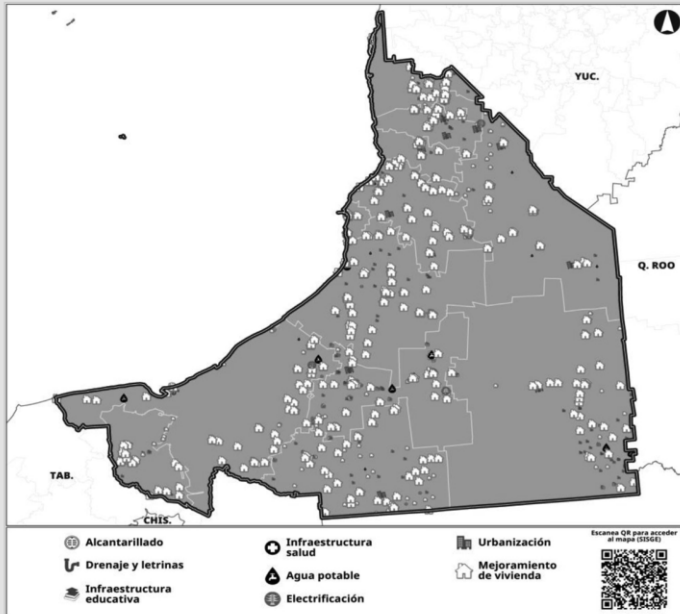 YUC.
Q. ROO
TAB.
CHIS.
Alcantarillado
Drenaje y letrinas
Infraestructura
educativa
Infraestructura
salud
Agua potable
Electrificación
Urbanización
Mejoramiento
de vivienda
Escanea QR para acceder
al mapa (SISGE)